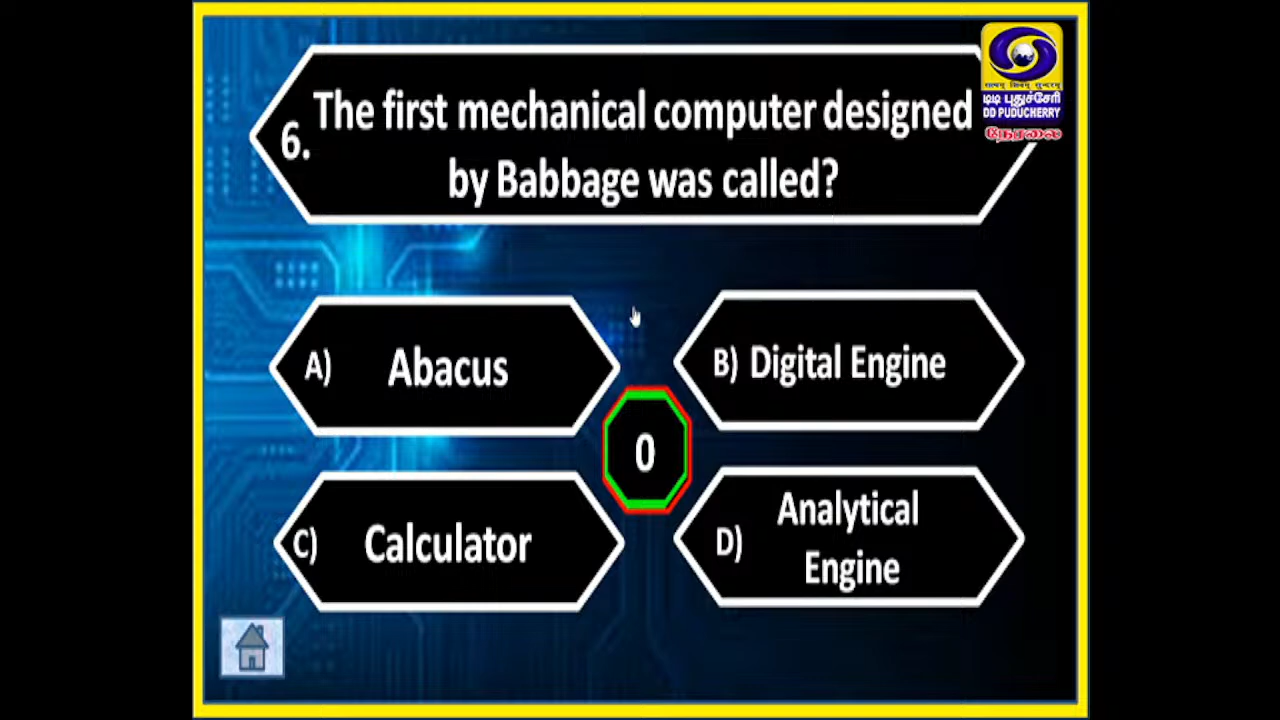 6.
The first mechanical computer designed
by Babbage was called?
A) Abacus
B) Digital Engine
0
C) Calculator
D) Analytical
Engine
டிடி புதுச்சேரி
DD PUDUCHERRY
நேரலை